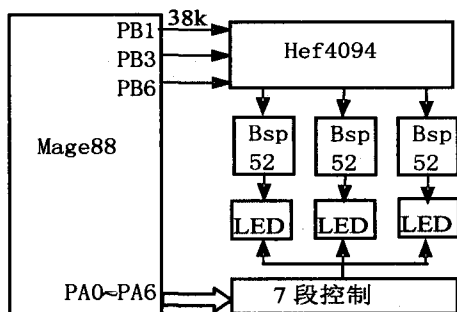 PB1
38k
PB3
PB6
Hef4094
Mage88
Bsp
52
Bsp
52
Bsp
52
LED
LED
LED
PA0~PA6
7段控制